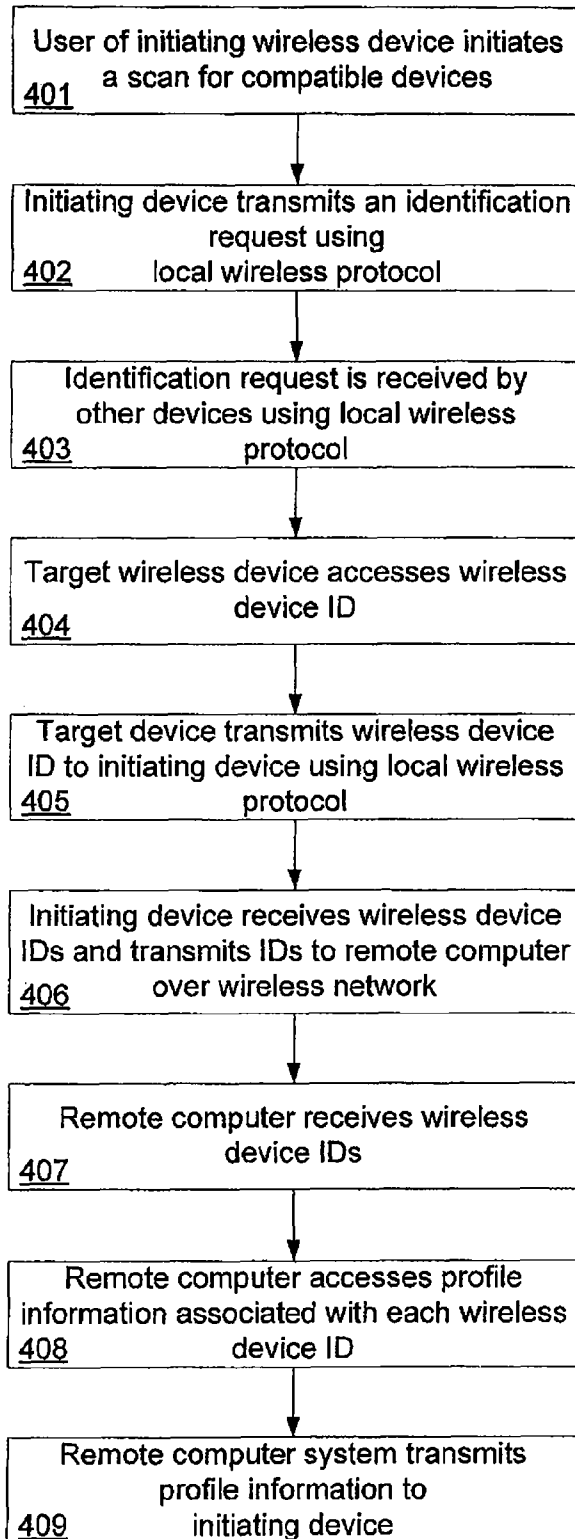 User of initiating wireless device initiates
a scan for compatible devices
401
Initiating device transmits an identification
request using
local wireless protocol
402
Identification request is received by
other devices using local wireless
protocol
403
Target wireless device accesses wireless
device ID
404
Target device transmits wireless device
ID to initiating device using local wireless
protocol
405
Initiating device receives wireless device
IDs and transmits IDs to remote computer
over wireless network
406
Remote computer receives wireless
device IDs
407
Remote computer accesses profile
information associated with each wireless
device ID
408
Remote computer system transmits
profile information to
initiating device
409